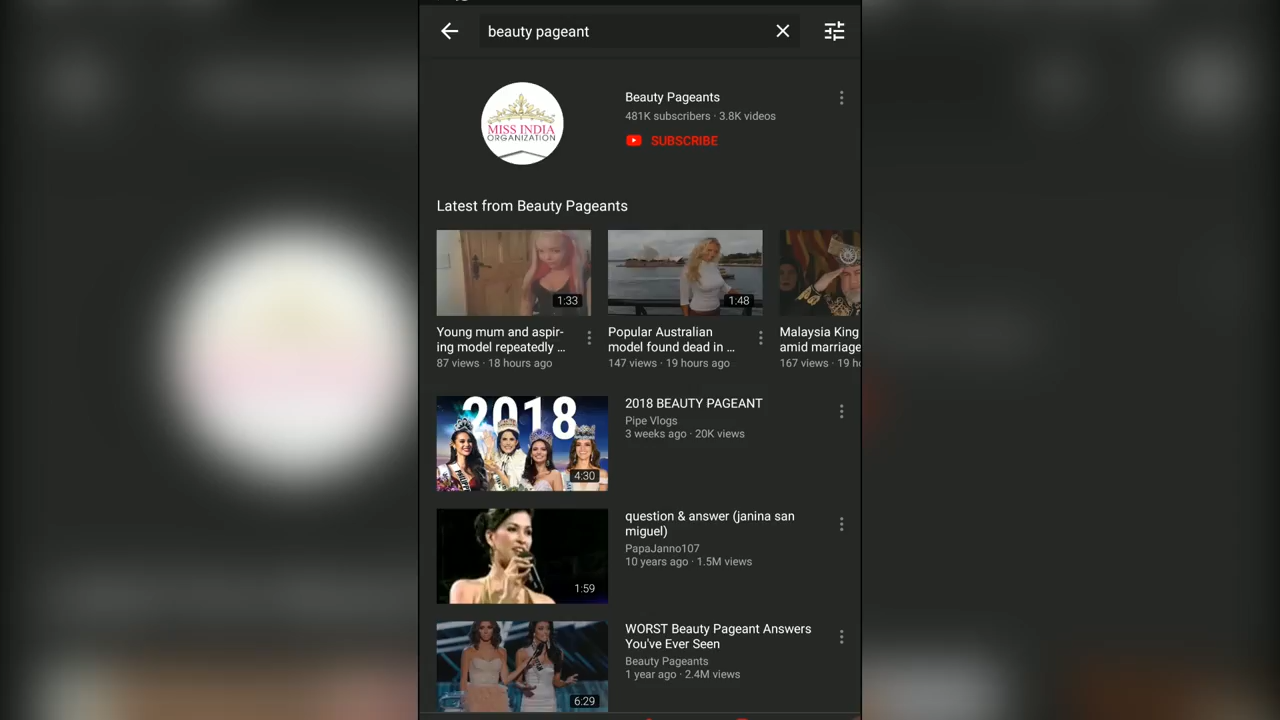 beauty pageant
MISS INDIA
ORGANIZATION
Beauty Pageants
481K subscribers · 3.8K videos
SUBSCRIBE
Latest from Beauty Pageants
1:33
1:48
Young mum and aspir-
ing model repeatedly ...
87 views · 18 hours ago
Popular Australian
model found dead in ...
147 views · 19 hours ago
Malaysia King
amid marriage
167 views · 19 h
2018
4:30
2018 BEAUTY PAGEANT
Pipe Vlogs
3 weeks ago · 20K views
1:59
question & answer (janina san
miguel)
PapaJanno107
10 years ago · 1.5M views
6:29
WORST Beauty Pageant Answers
You've Ever Seen
Beauty Pageants
1 year ago · 2.4M views